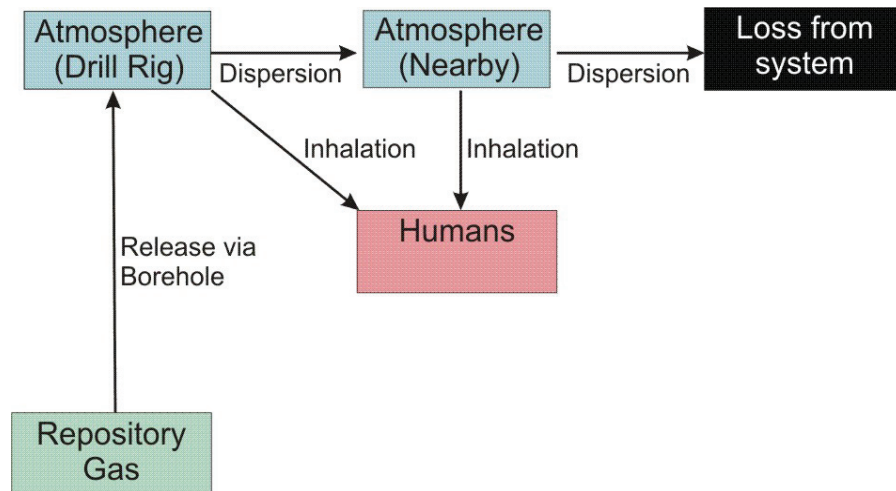 Atmosphere
(Drill Rig)
Dispersion
Atmosphere
(Nearby)
Dispersion
Loss from
system
Inhalation
Inhalation
Humans
Release via
Borehole
Repository
Gas